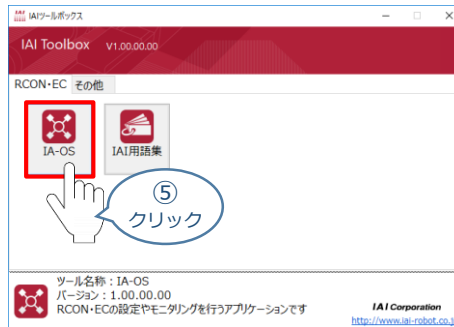 IAIツールボックス
IAI Toolbox V1.00.00.00
RCON・EC その他
IA-OS
IAI用語集
⑤
クリック
ツール名称：IA-OS
バージョン：1.00.00.00
RCON・ECの設定やモニタリングを行うアプリケーションです
IAI Corporation
http://www.iai-robot.co.j